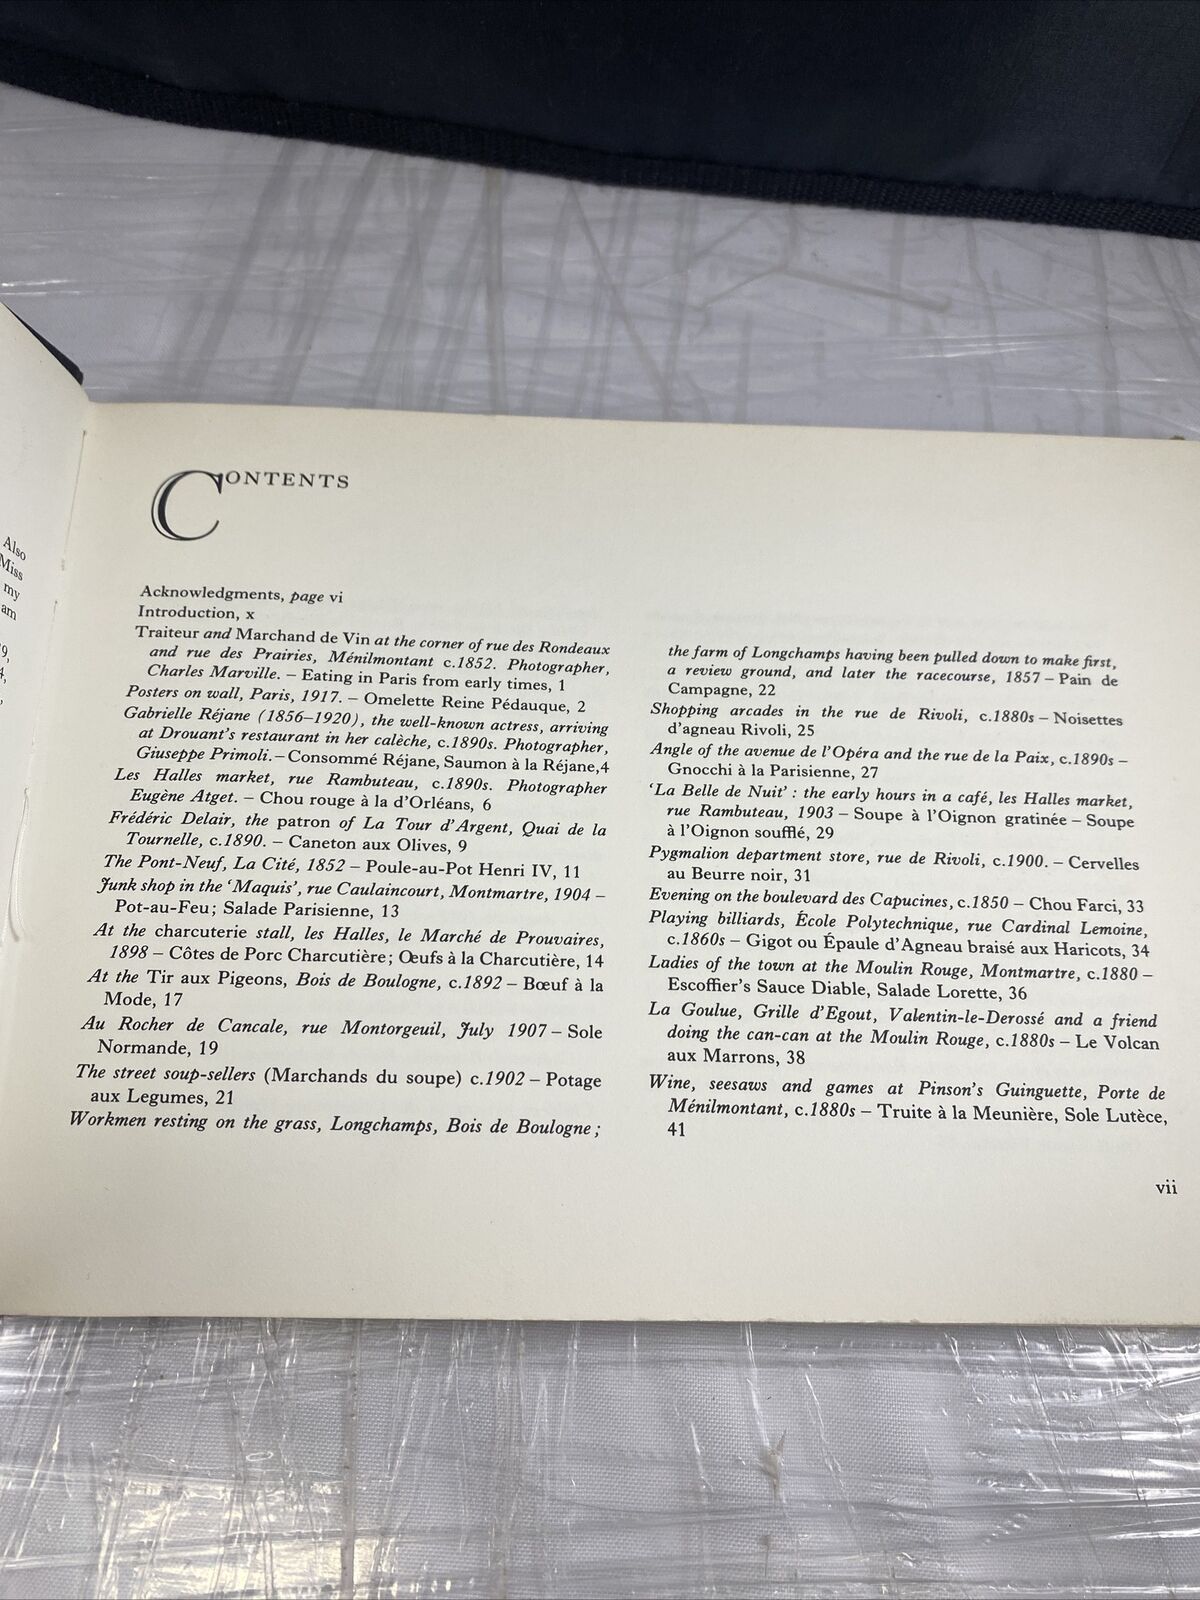 Also
Miss
my
am
9,
4,
CONTENTS
Acknowledgments, page vi
Introduction, x
Traiteur and Marchand de Vin at the corner of rue des Rondeaux
and rue des Prairies, Ménilmontant c.1852. Photographer,
Charles Marville. – Eating in Paris from early times, 1
Posters on wall, Paris, 1917. – Omelette Reine Pédauque, 2
Gabrielle Réjane (1856–1920), the well-known actress, arriving
at Drouant's restaurant in her calèche, c.1890s. Photographer,
Giuseppe Primoli. – Consommé Réjane, Saumon à la Réjane,4
Les Halles market, rue Rambuteau, c.1890s. Photographer
Eugène Atget. – Chou rouge à la d'Orléans, 6
Frédéric Delair, the patron of La Tour d'Argent, Quai de la
Tournelle, c.1890. – Caneton aux Olives, 9
The Pont-Neuf, La Cité, 1852 – Poule-au-Pot Henri IV, 11
Junk shop in the 'Maquis', rue Caulaincourt, Montmartre, 1904 –
Pot-au-Feu; Salade Parisienne, 13
At the charcuterie stall, les Halles, le Marché de Prouvaires,
1898 – Côtes de Porc Charcutière; Œufs à la Charcutière, 14
At the Tir aux Pigeons, Bois de Boulogne, c.1892 – Bœuf à la
Mode, 17
Au Rocher de Cancale, rue Montorgeuil, July 1907 – Sole
Normande, 19
The street soup-sellers (Marchands du soupe) c.1902 – Potage
aux Legumes, 21
Workmen resting on the grass, Longchamps, Bois de Boulogne;
the farm of Longchamps having been pulled down to make first,
a review ground, and later the racecourse, 1857 – Pain de
Campagne, 22
Shopping arcades in the rue de Rivoli, c.1880s – Noisettes
d'agneau Rivoli, 25
Angle of the avenue de l'Opéra and the rue de la Paix, c.1890s –
Gnocchi à la Parisienne, 27
'La Belle de Nuit': the early hours in a café, les Halles market,
rue Rambuteau, 1903 – Soupe à l'Oignon gratinée – Soupe
à l'Oignon soufflé, 29
Pygmalion department store, rue de Rivoli, c.1900. – Cervelles
au Beurre noir, 31
Evening on the boulevard des Capucines, c.1850 – Chou Farci, 33
Playing billiards, École Polytechnique, rue Cardinal Lemoine,
c.1860s – Gigot ou Épaule d'Agneau braisé aux Haricots, 34
Ladies of the town at the Moulin Rouge, Montmartre, c.1880 –
Escoffier's Sauce Diable, Salade Lorette, 36
La Goulue, Grille d'Egout, Valentin-le-Derossé and a friend
doing the can-can at the Moulin Rouge, c.1880s – Le Volcan
aux Marrons, 38
Wine, seesaws and games at Pinson's Guinguette, Porte de
Ménilmontant, c.1880s – Truite à la Meunière, Sole Lutèce,
41
vii